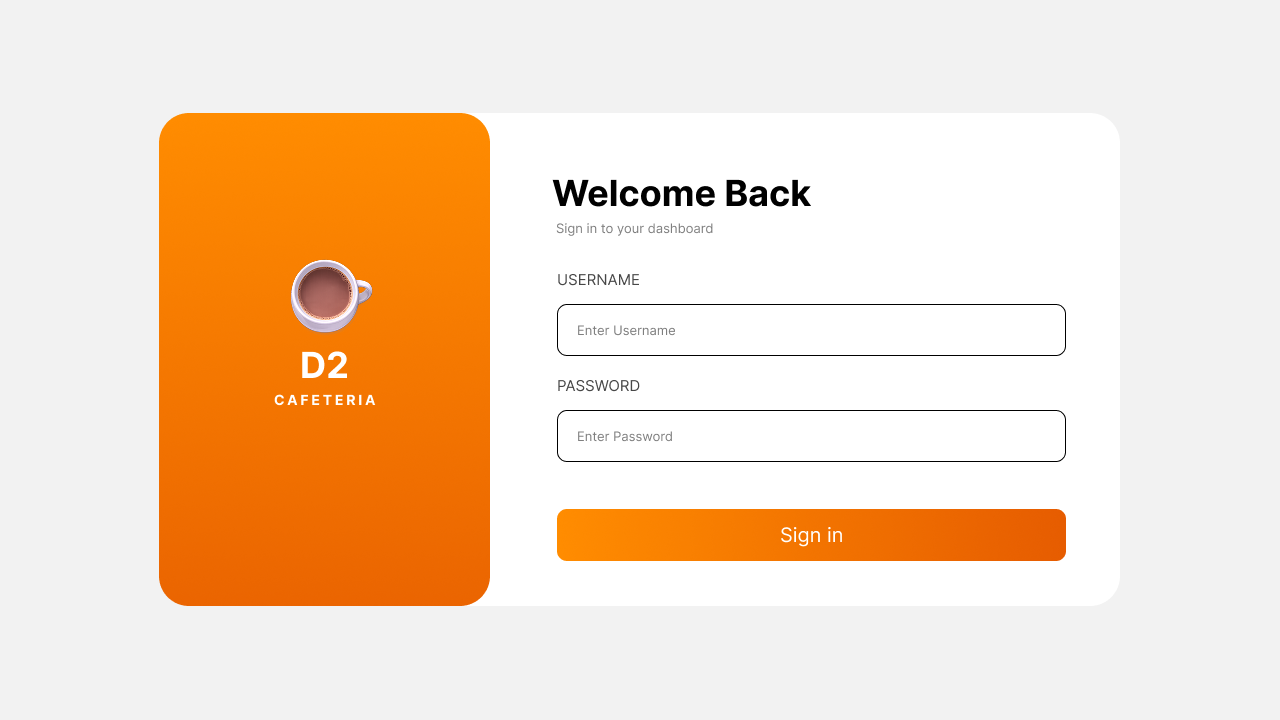 D2
CAFETERIA
Welcome Back
Sign in to your dashboard
USERNAME
Enter Username
PASSWORD
Enter Password
Sign in